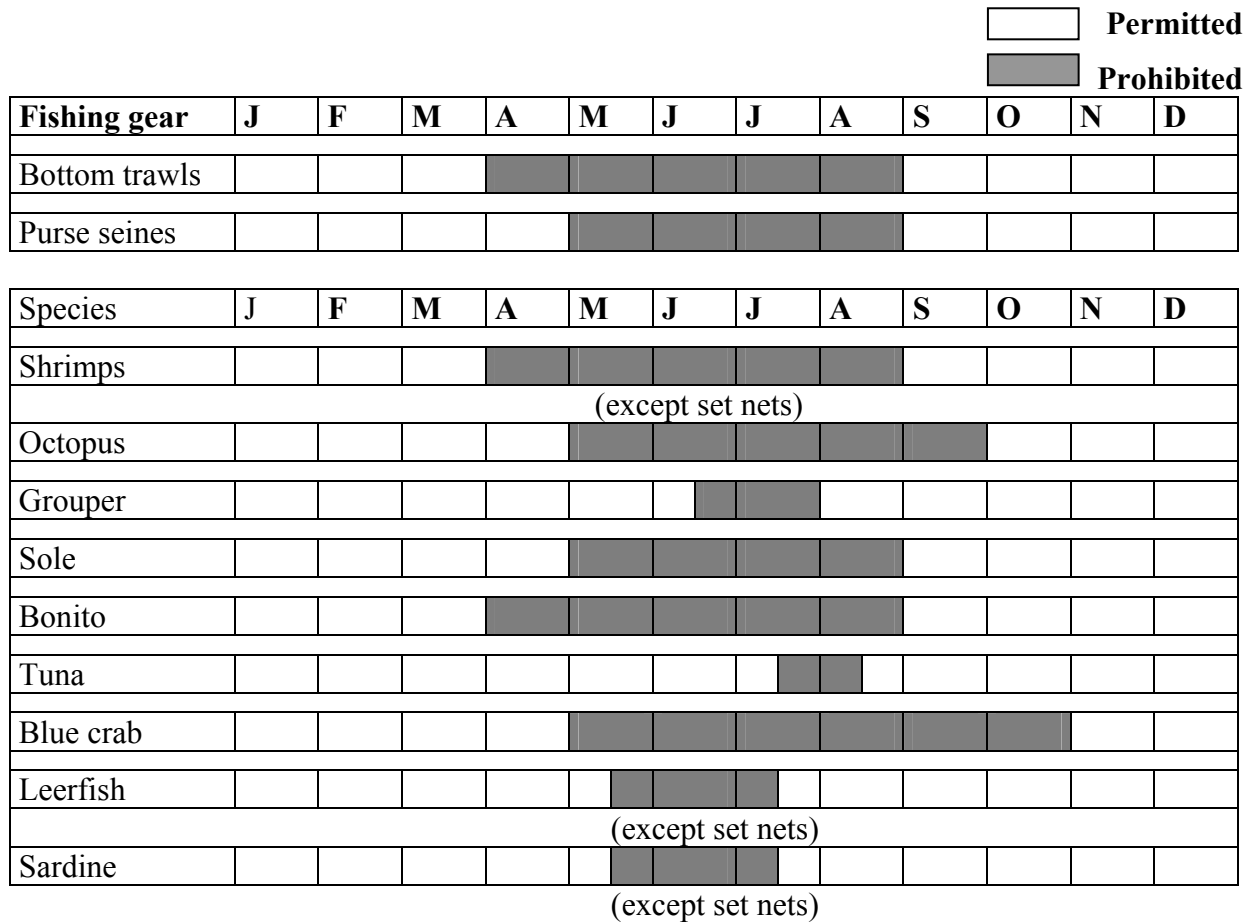 Permitted
Prohibited
Fishing gear J F M A M J J A S O N D
Bottom trawls
Purse seines
Species J F M A M J J A S O N D
Shrimps
(except set nets)
Octopus
Grouper
Sole
Bonito
Tuna
Blue crab
Leerfish
(except set nets)
Sardine
(except set nets)